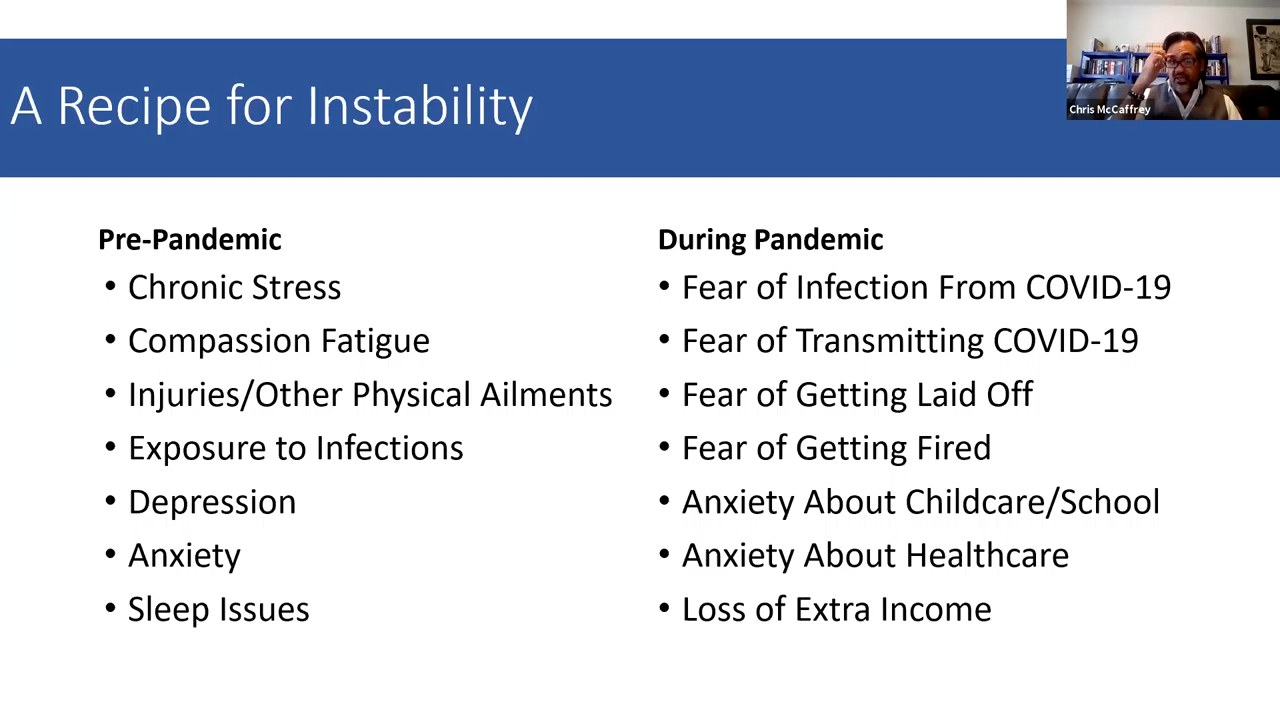 A Recipe for Instability
Chris McCaffrey
Pre-Pandemic
• Chronic Stress
• Compassion Fatigue
• Injuries/Other Physical Ailments
• Exposure to Infections
• Depression
• Anxiety
• Sleep Issues
During Pandemic
• Fear of Infection From COVID-19
• Fear of Transmitting COVID-19
• Fear of Getting Laid Off
• Fear of Getting Fired
• Anxiety About Childcare/School
• Anxiety About Healthcare
• Loss of Extra Income